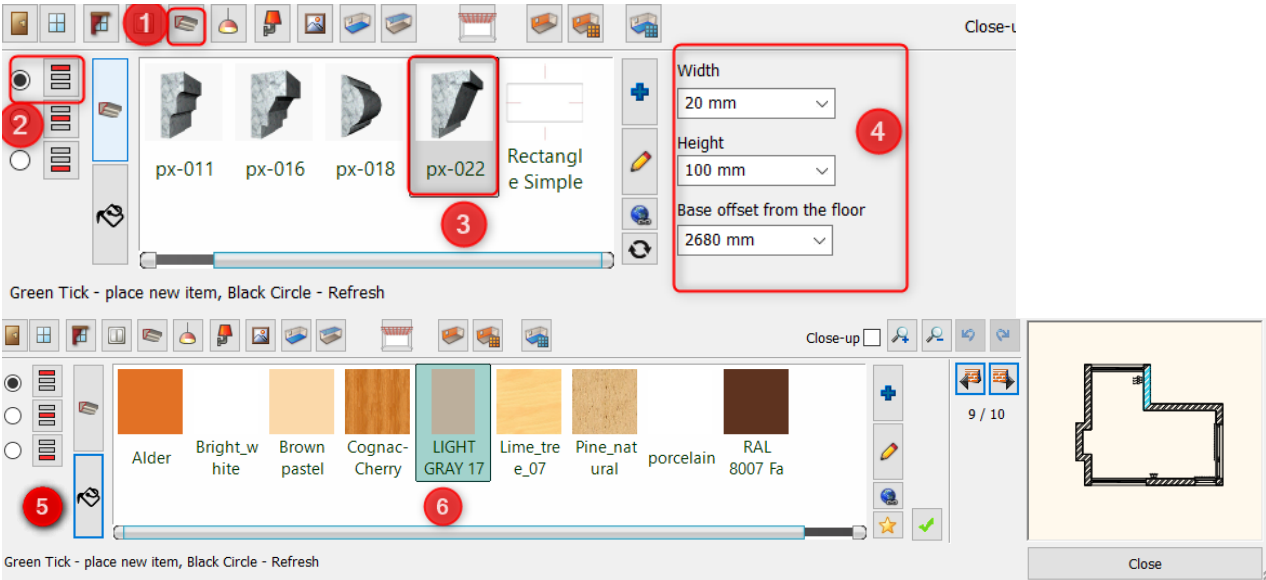 1
Close-u
2
px-011
px-016
px-018
px-022
Rectangl
e Simple
3
Width
20 mm
Height
100 mm
Base offset from the floor
2680 mm
4
Green Tick - place new item, Black Circle - Refresh
Close-up
9 / 10
5
Alder
Bright_w
hite
Brown
pastel
Cognac-
Cherry
LIGHT
GRAY 17
Lime_tre
e_07
Pine_nat
ural
porcelain
RAL
8007 Fa
6
Green Tick - place new item, Black Circle - Refresh
Close